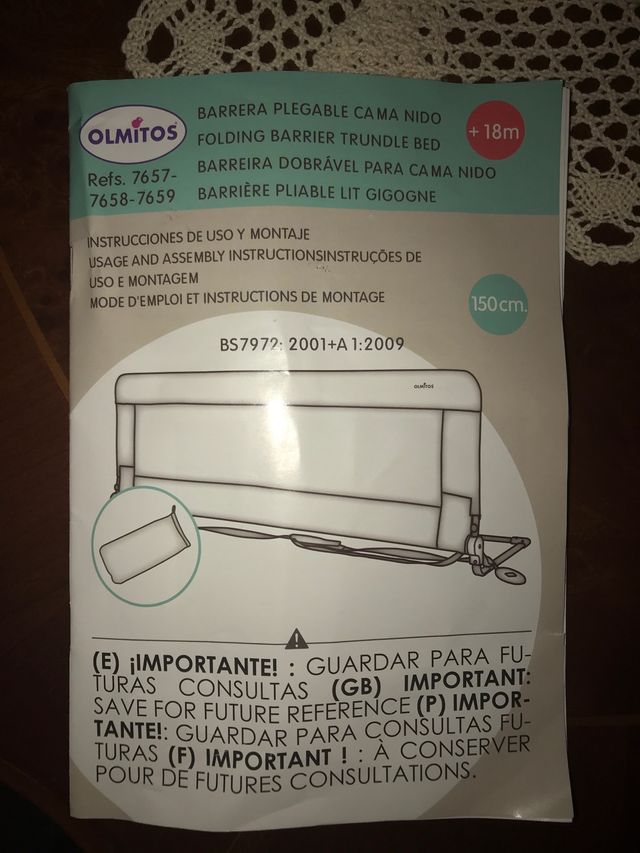 OLMITOS
Refs. 7657-
7658-7659
BARRERA PLEGABLE CAMA NIDO
FOLDING BARRIER TRUNDLE BED
BARREIRA DOBRÁVEL PARA CAMA NIDO
BARRIÈRE PLIABLE LIT GIGOGNE
+ 18m
INSTRUCCIONES DE USO Y MONTAJE
USAGE AND ASSEMBLY INSTRUCTIONSINSTRUÇÕES DE
USO E MONTAGEM
MODE D'EMPLOI ET INSTRUCTIONS DE MONTAGE
150cm.
BS7972: 2001+A1:2009
OLMITOS
(E) ¡IMPORTANTE! : GUARDAR PARA FU-
TURAS CONSULTAS (GB) IMPORTANT:
SAVE FOR FUTURE REFERENCE (P) IMPOR-
TANTE!: GUARDAR PARA CONSULTAS FU-
TURAS (F) IMPORTANT ! : À CONSERVER
POUR DE FUTURES CONSULTATIONS.